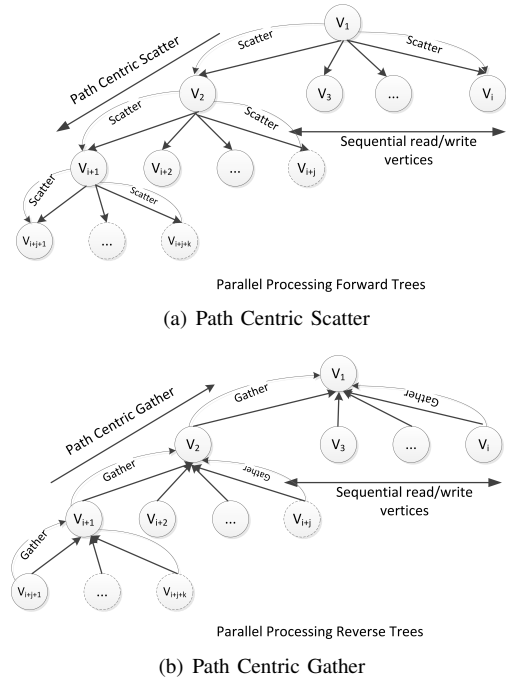 V1
Scatter
Scatter
Path Centric Scatter
V2
V3
...
Vi
Scatter
Scatter
Sequential read/write
vertices
Vi+1
Vi+2
...
Vi+j
Scatter
Scatter
Vi+j+1
...
Vi+j+k
Parallel Processing Forward Trees
(a) Path Centric Scatter
V1
Gather
Gather
Path Centric Gather
V2
V3
...
Vi
Gather
Gather
Sequential read/write
vertices
Vi+1
Vi+2
...
Vi+j
Gather
Vi+j+1
...
Vi+j+k
Parallel Processing Reverse Trees
(b) Path Centric Gather